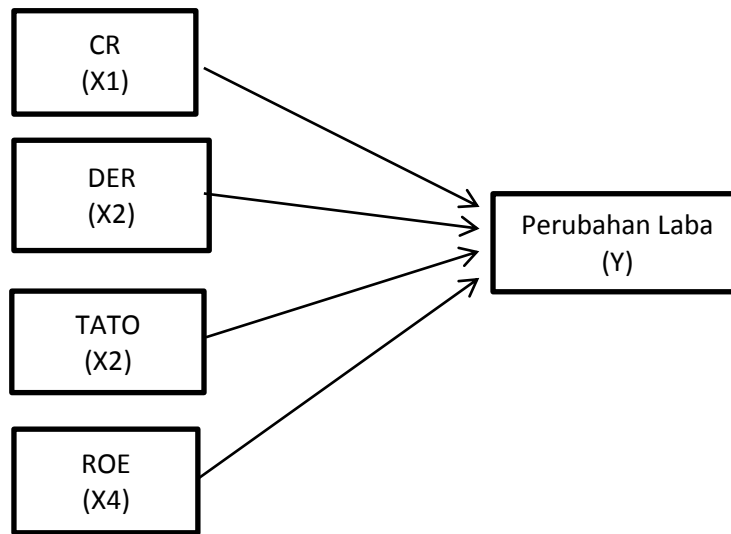 CR
(X1)
DER
(X2)
TATO
(X2)
ROE
(X4)
Perubahan Laba
(Y)